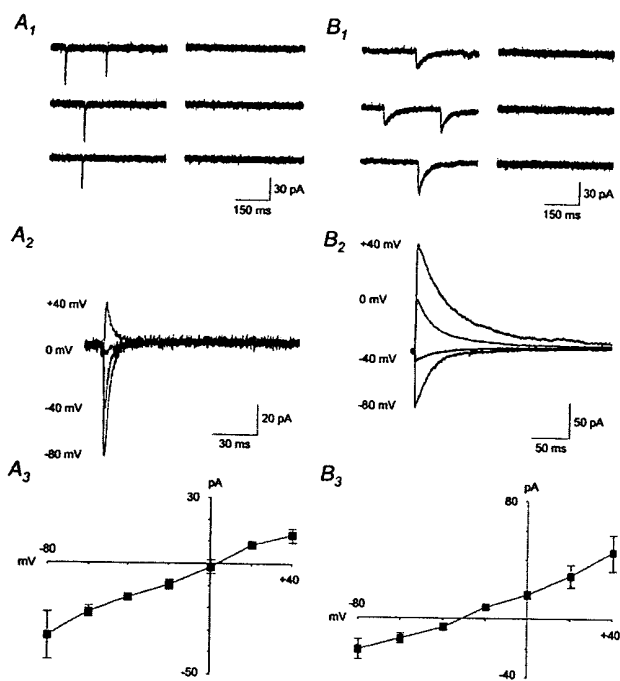 A1
B1
30 pA
150 ms
30 pA
150 ms
A2
B2
+40 mV
0 mV
-40 mV
-80 mV
20 pA
30 ms
+40 mV
0 mV
-40 mV
-80 mV
50 pA
50 ms
A3
B3
pA
30
-80
mV
+40
-50
pA
80
-80
mV
+40
-40